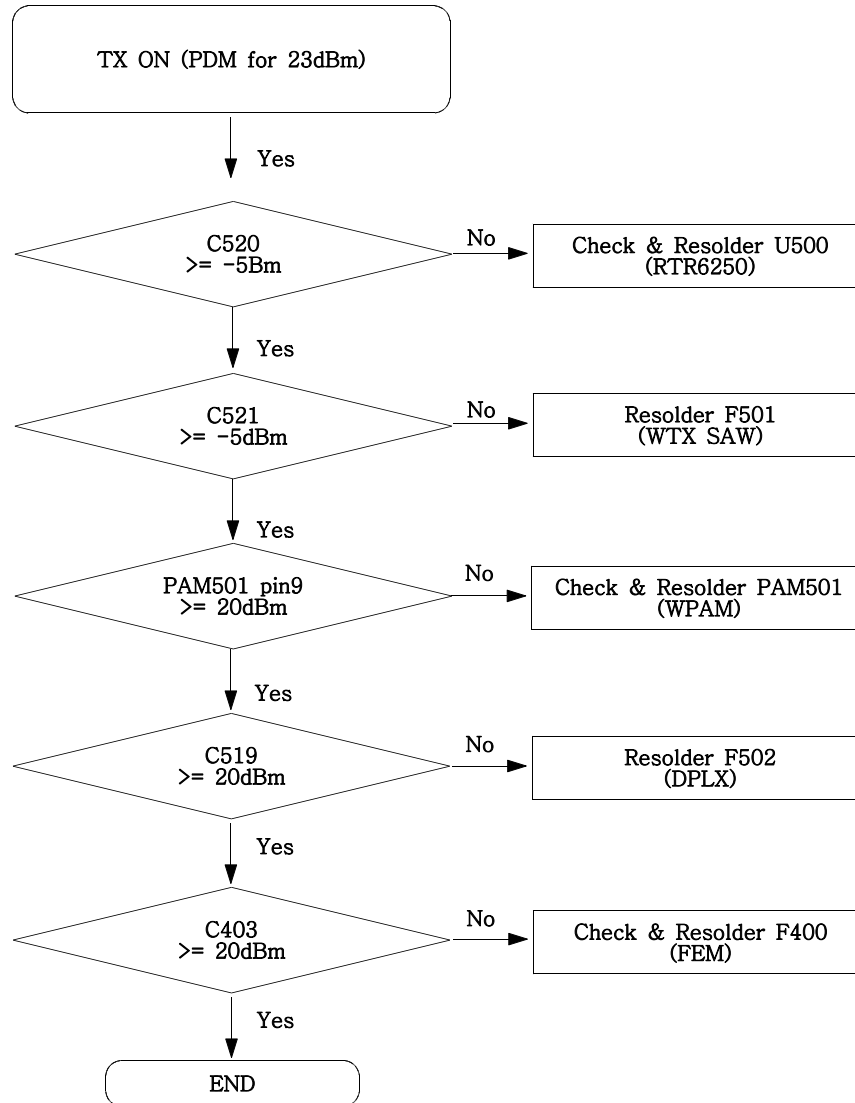 TX ON (PDM for 23dBm)
Yes
C520
>= -5Bm
No
Check & Resolder U500
(RTR6250)
Yes
C521
>= -5dBm
No
Resolder F501
(WTX SAW)
Yes
PAM501 pin9
>= 20dBm
No
Check & Resolder PAM501
(WPAM)
Yes
C519
>= 20dBm
No
Resolder F502
(DPLX)
Yes
C403
>= 20dBm
No
Check & Resolder F400
(FEM)
Yes
END